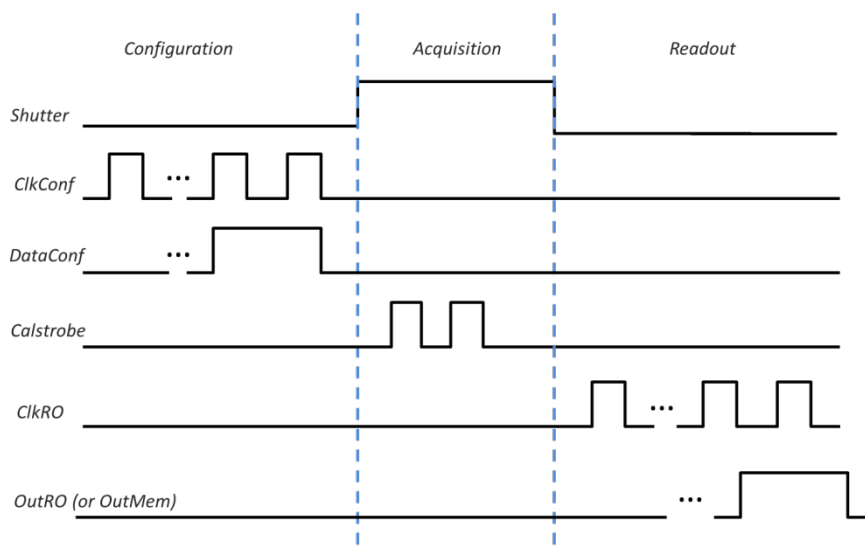 Configuration Acquisition Readout
Shutter
ClkConf
...
DataConf
...
Calstrobe
ClkRO
...
OutRO (or OutMem)
...